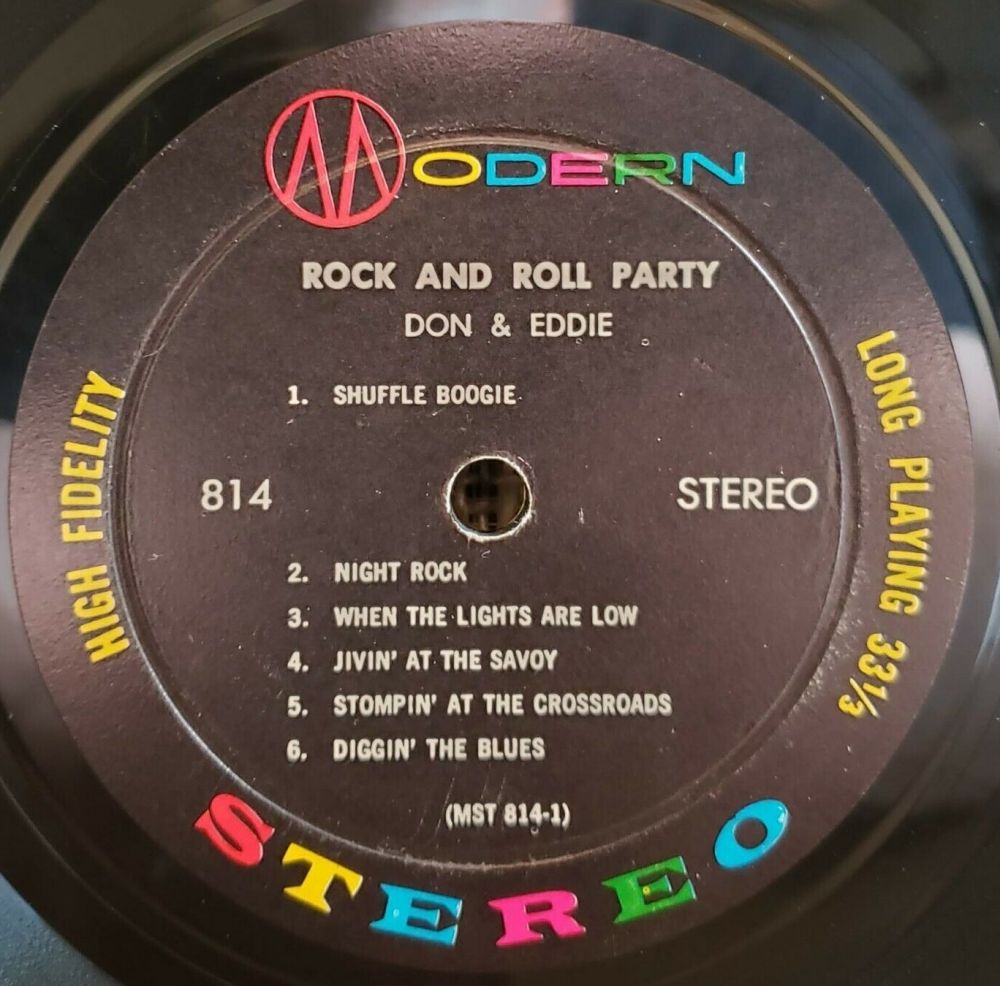 MODERN
ROCK AND ROLL PARTY
DON & EDDIE
1. SHUFFLE BOOGIE
HIGH FIDELITY
814
STEREO
LONG PLAYING 33⅓
2. NIGHT ROCK
3. WHEN THE LIGHTS ARE LOW
4. JIVIN' AT THE SAVOY
5. STOMPIN' AT THE CROSSROADS
6. DIGGIN' THE BLUES
(MST 814-1)
STEREO